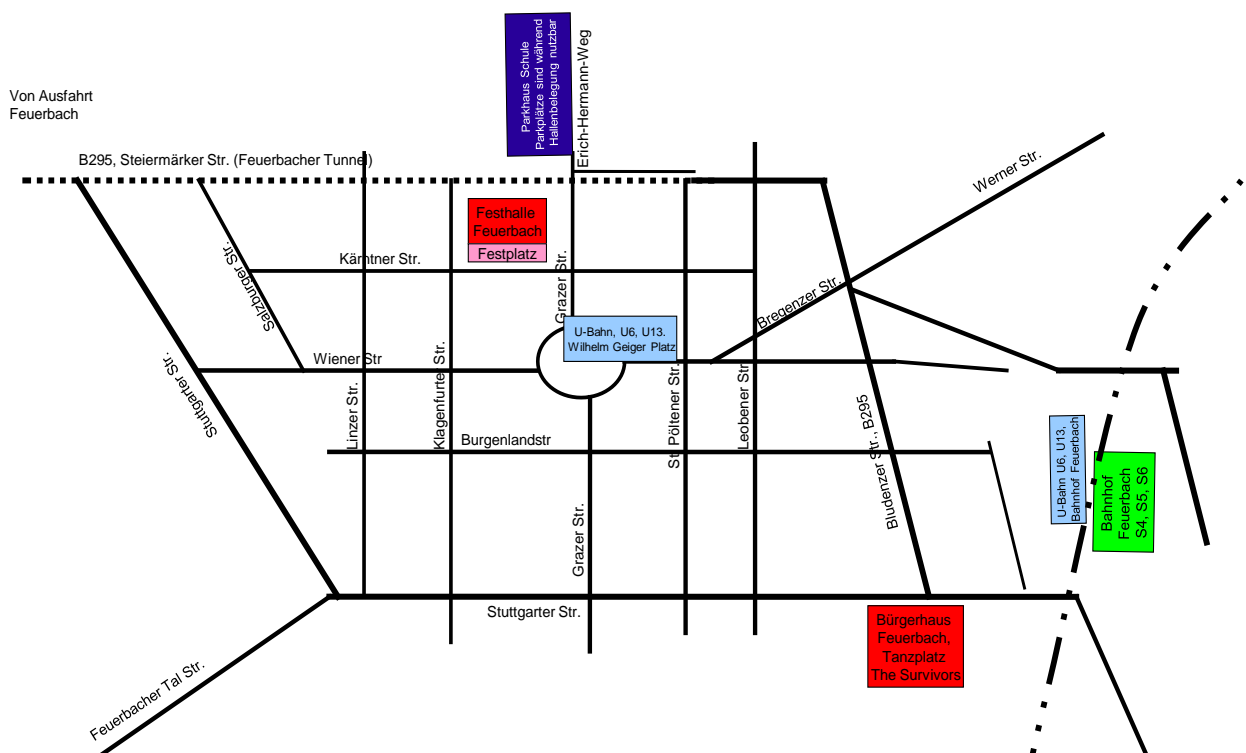 Parkhaus Schule
Parkplätze sind während
Hallenbelegung nutzbar
Erich-Hermann-Weg
Von Ausfahrt
Feuerbach
B295, Steiermärker Str. (Feuerbacher Tunnel)
Werner Str.
Festhalle
Feuerbach
Festplatz
Salzburger Str.
Kärntner Str.
Grazer Str.
Bregenzer Str.
U-Bahn, U6, U13.
Wilhelm Geiger Platz
Wiener Str
Stuttgarter Str.
Linzer Str.
Klagenfurter Str.
St. Pöltener Str.
Leobener Str.
Burgenlandstr
Bludenzer Str., B295
U-Bahn U6, U13,
Bahnhof Feuerbach
Bahnhof
Feuerbach
S4, S5, S6
Grazer Str.
Stuttgarter Str.
Bürgerhaus
Feuerbach,
Tanzplatz
The Survivors
Feuerbacher Tal Str.